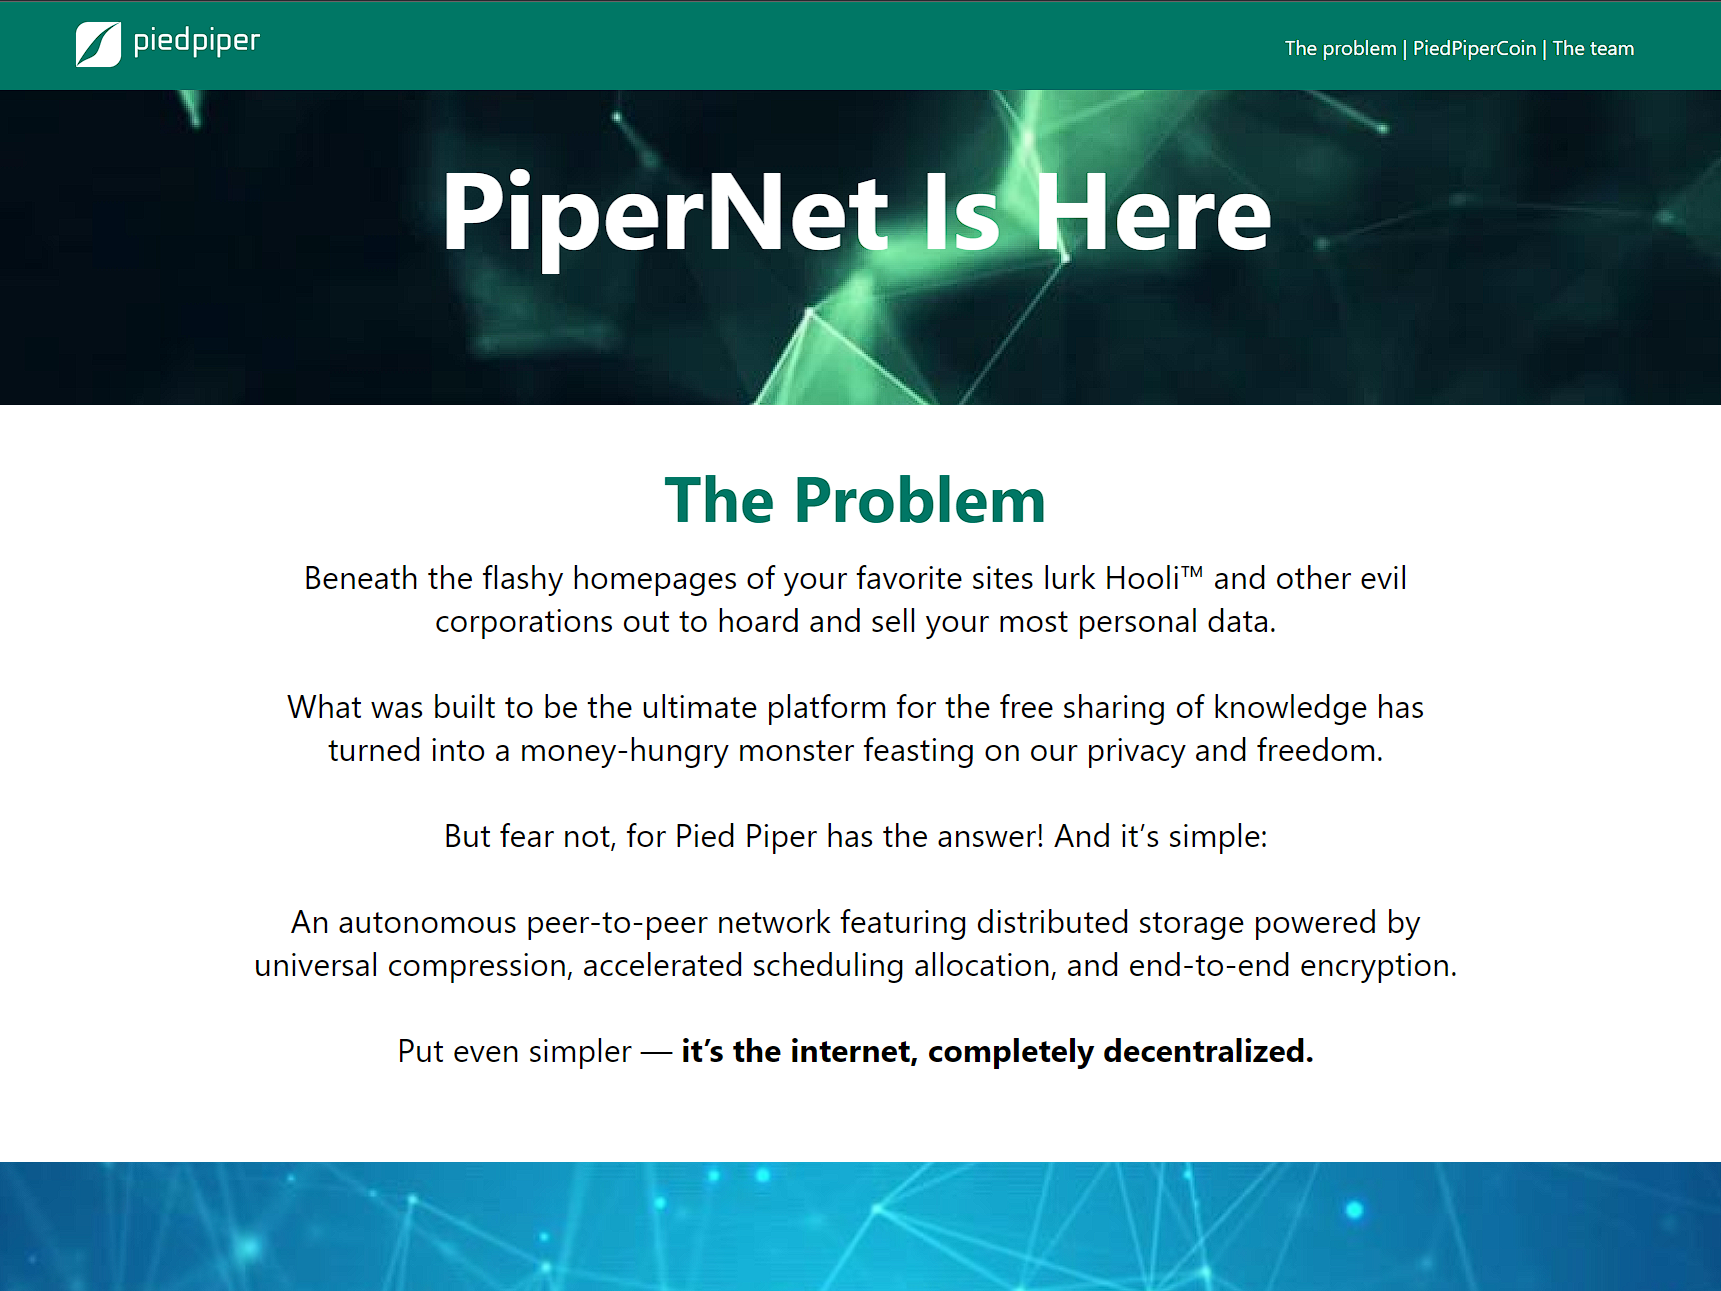 piedpiper
The problem | PiedPiperCoin | The team
PiperNet Is Here
The Problem
Beneath the flashy homepages of your favorite sites lurk Hooli™ and other evil
corporations out to hoard and sell your most personal data.
What was built to be the ultimate platform for the free sharing of knowledge has
turned into a money-hungry monster feasting on our privacy and freedom.
But fear not, for Pied Piper has the answer! And it’s simple:
An autonomous peer-to-peer network featuring distributed storage powered by
universal compression, accelerated scheduling allocation, and end-to-end encryption.
Put even simpler — it’s the internet, completely decentralized.